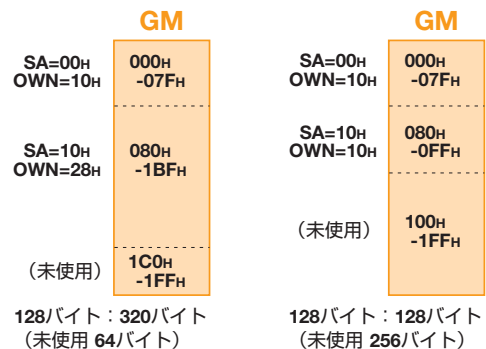 GM
SA=00H
OWN=10H
000H
-07FH
SA=10H
OWN=28H
080H
-1BFH
（未使用）
1C0H
-1FFH
128バイト：320バイト
（未使用 64バイト）
GM
SA=00H
OWN=10H
000H
-07FH
SA=10H
OWN=10H
080H
-0FFH
（未使用）
100H
-1FFH
128バイト：128バイト
（未使用 256バイト）